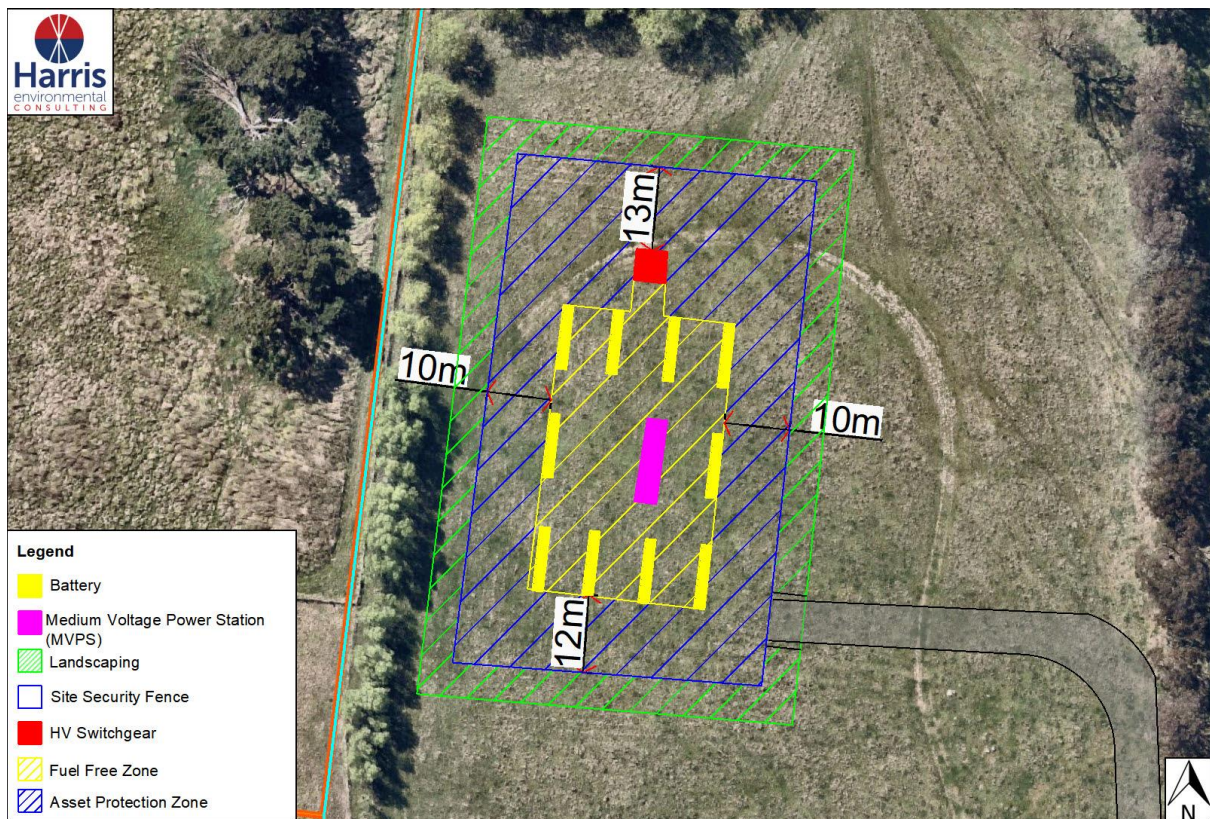 Harris
environmental
CONSULTING
13m
10m
10m
12m
Legend
Battery
Medium Voltage Power Station
(MVPS)
Landscaping
Site Security Fence
HV Switchgear
Fuel Free Zone
Asset Protection Zone
N